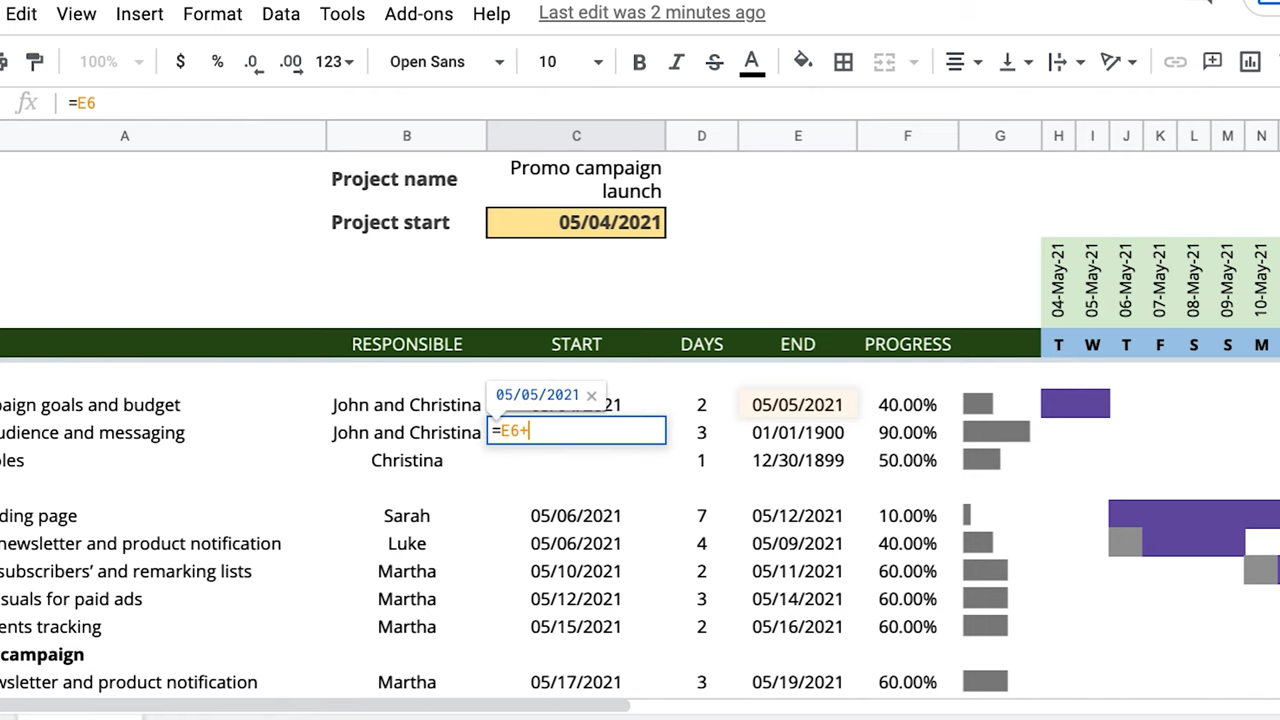 Edit View Insert Format Data Tools Add-ons Help Last edit was 2 minutes ago
100% $ % .0 .00 123 Open Sans 10 B I S A
fx =E6
A B C D E F G H I J K L M N
Project name Promo campaign
launch
Project start 05/04/2021
04-May-21 05-May-21 06-May-21 07-May-21 08-May-21 09-May-21 10-May-21
RESPONSIBLE START DAYS END PROGRESS T W T F S S M
05/05/2021 ×
goals and budget John and Christina 2 05/05/2021 40.00%
and messaging John and Christina =E6+ 3 01/01/1900 90.00%
Christina 1 12/30/1899 50.00%
page Sarah 05/06/2021 7 05/12/2021 10.00%
newsletter and product notification Luke 05/06/2021 4 05/09/2021 40.00%
subscribers’ and remarking lists Martha 05/10/2021 2 05/11/2021 60.00%
for paid ads Martha 05/12/2021 3 05/14/2021 60.00%
tracking Martha 05/15/2021 2 05/16/2021 60.00%
campaign
and product notification Martha 05/17/2021 3 05/19/2021 60.00%